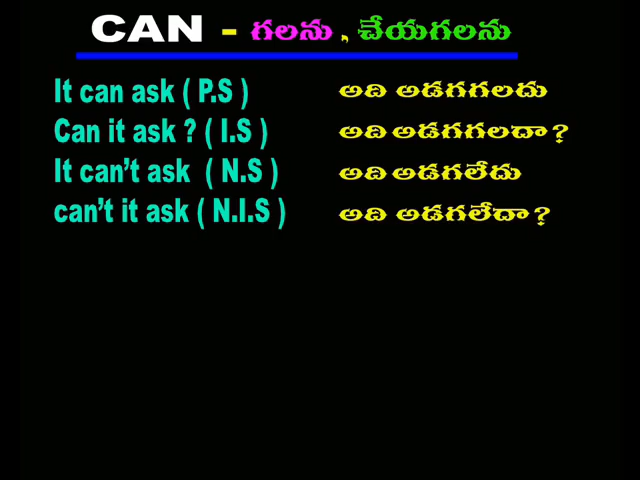 CAN - గలను , చేయగలను
It can ask ( P.S ) అది అడగగలదు
Can it ask ? ( I.S ) అది అడగగలదా ?
It can't ask ( N.S ) అది అడగలేదు
can't it ask ( N.I.S ) అది అడగలేదా ?